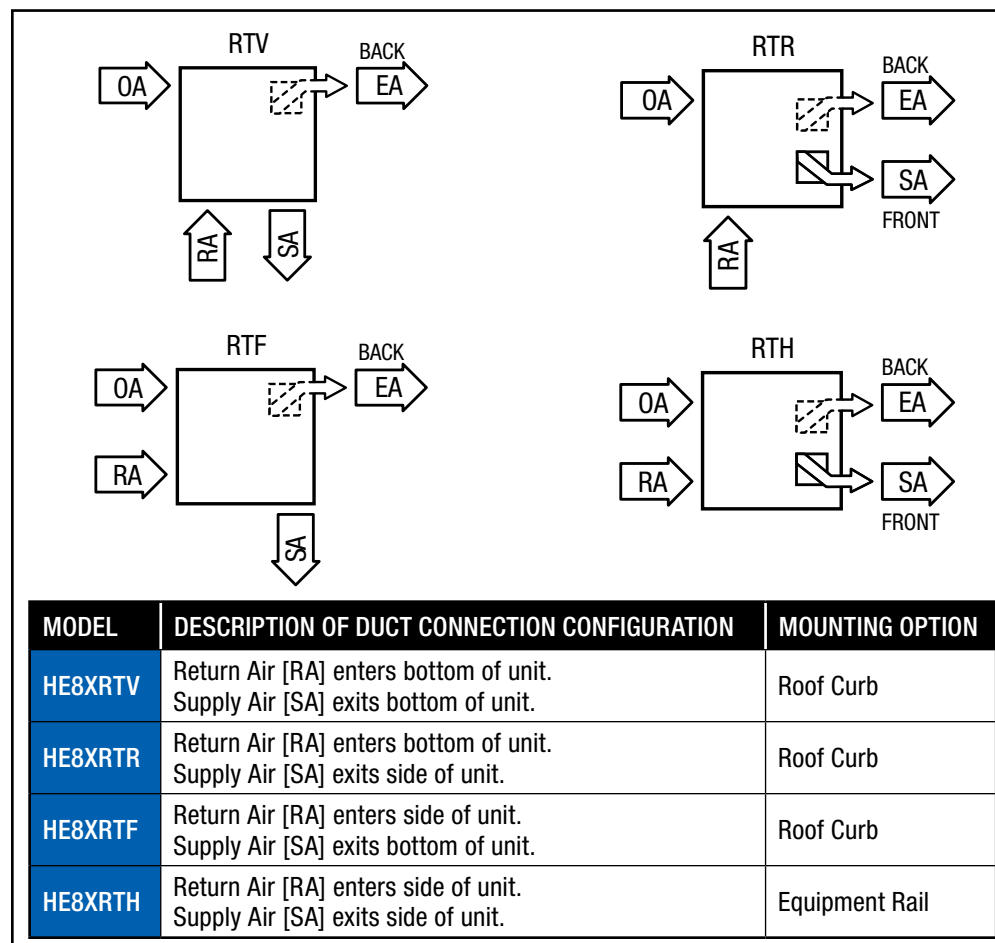 RTV
BACK
OA
EA
RA
SA
RTR
BACK
OA
EA
SA
FRONT
RA
RTF
BACK
OA
EA
RA
SA
RTH
BACK
OA
EA
RA
SA
FRONT
MODEL DESCRIPTION OF DUCT CONNECTION CONFIGURATION MOUNTING OPTION
HE8XRTV
Return Air [RA] enters bottom of unit.
Supply Air [SA] exits bottom of unit.
Roof Curb
HE8XRTR
Return Air [RA] enters bottom of unit.
Supply Air [SA] exits side of unit.
Roof Curb
HE8XRTF
Return Air [RA] enters side of unit.
Supply Air [SA] exits bottom of unit.
Roof Curb
HE8XRTH
Return Air [RA] enters side of unit.
Supply Air [SA] exits side of unit.
Equipment Rail